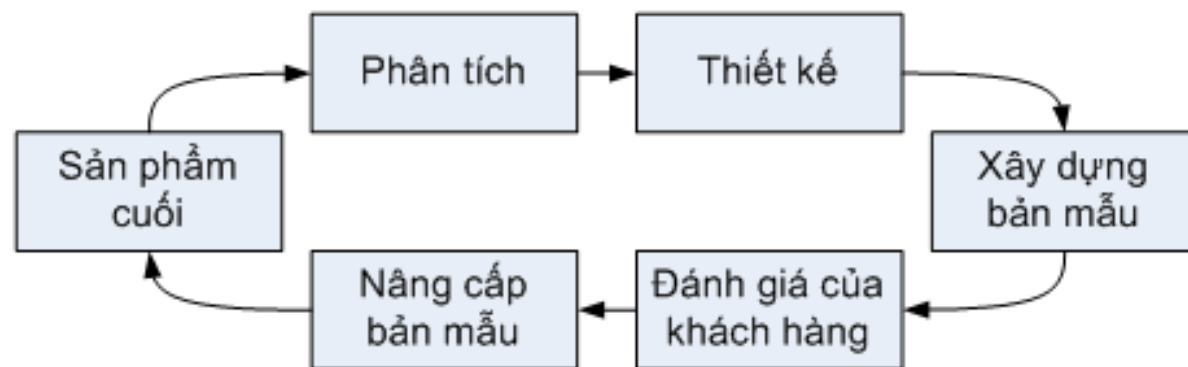 Phân tích
Thiết kế
Xây dựng
bản mẫu
Đánh giá của
khách hàng
Nâng cấp
bản mẫu
Sản phẩm
cuối